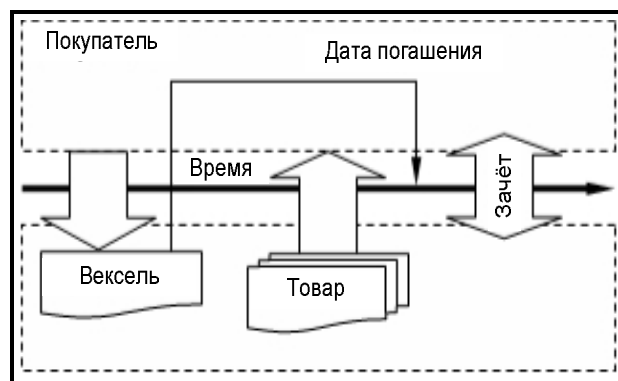 Покупатель
Дата погашения
Время
Зачёт
Вексель
Товар